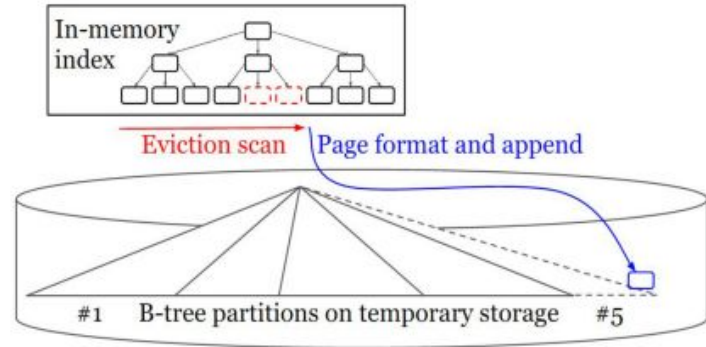 In-memory
index
Eviction scan
Page format and append
#1
B-tree partitions on temporary storage
#5